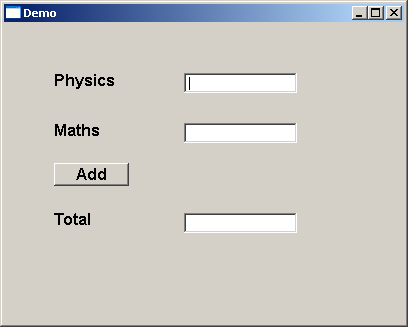 Demo
Physics
Maths
Add
Total